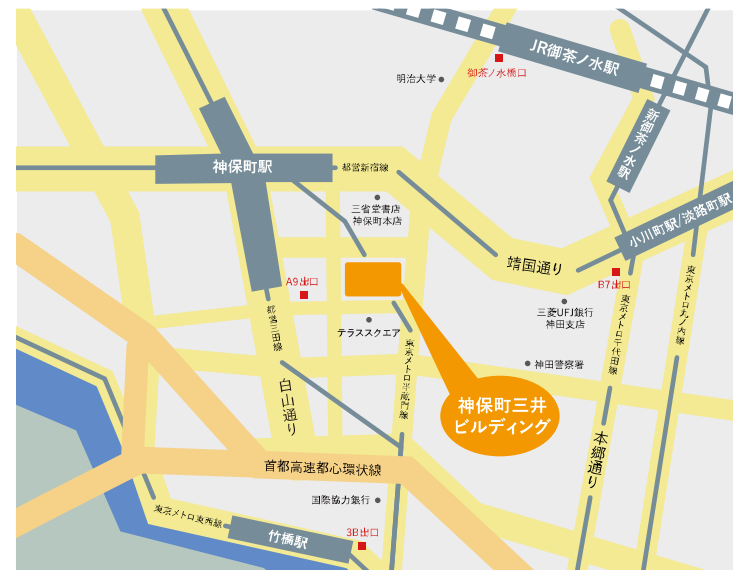 JR御茶ノ水駅
御茶ノ水橋口
明治大学
新御茶ノ水駅
神保町駅
都営新宿線
三省堂書店
神保町本店
小川町駅/淡路町駅
靖国通り
A9出口
B7出口
都営三田線
テラススクエア
東京メトロ半蔵門線
三菱UFJ銀行
神田支店
東京メトロ千代田線
東京メトロ丸ノ内線
神田警察署
白山通り
神保町三井
ビルディング
本郷通り
首都高速都心環状線
国際協力銀行
東京メトロ東西線
竹橋駅
3B出口